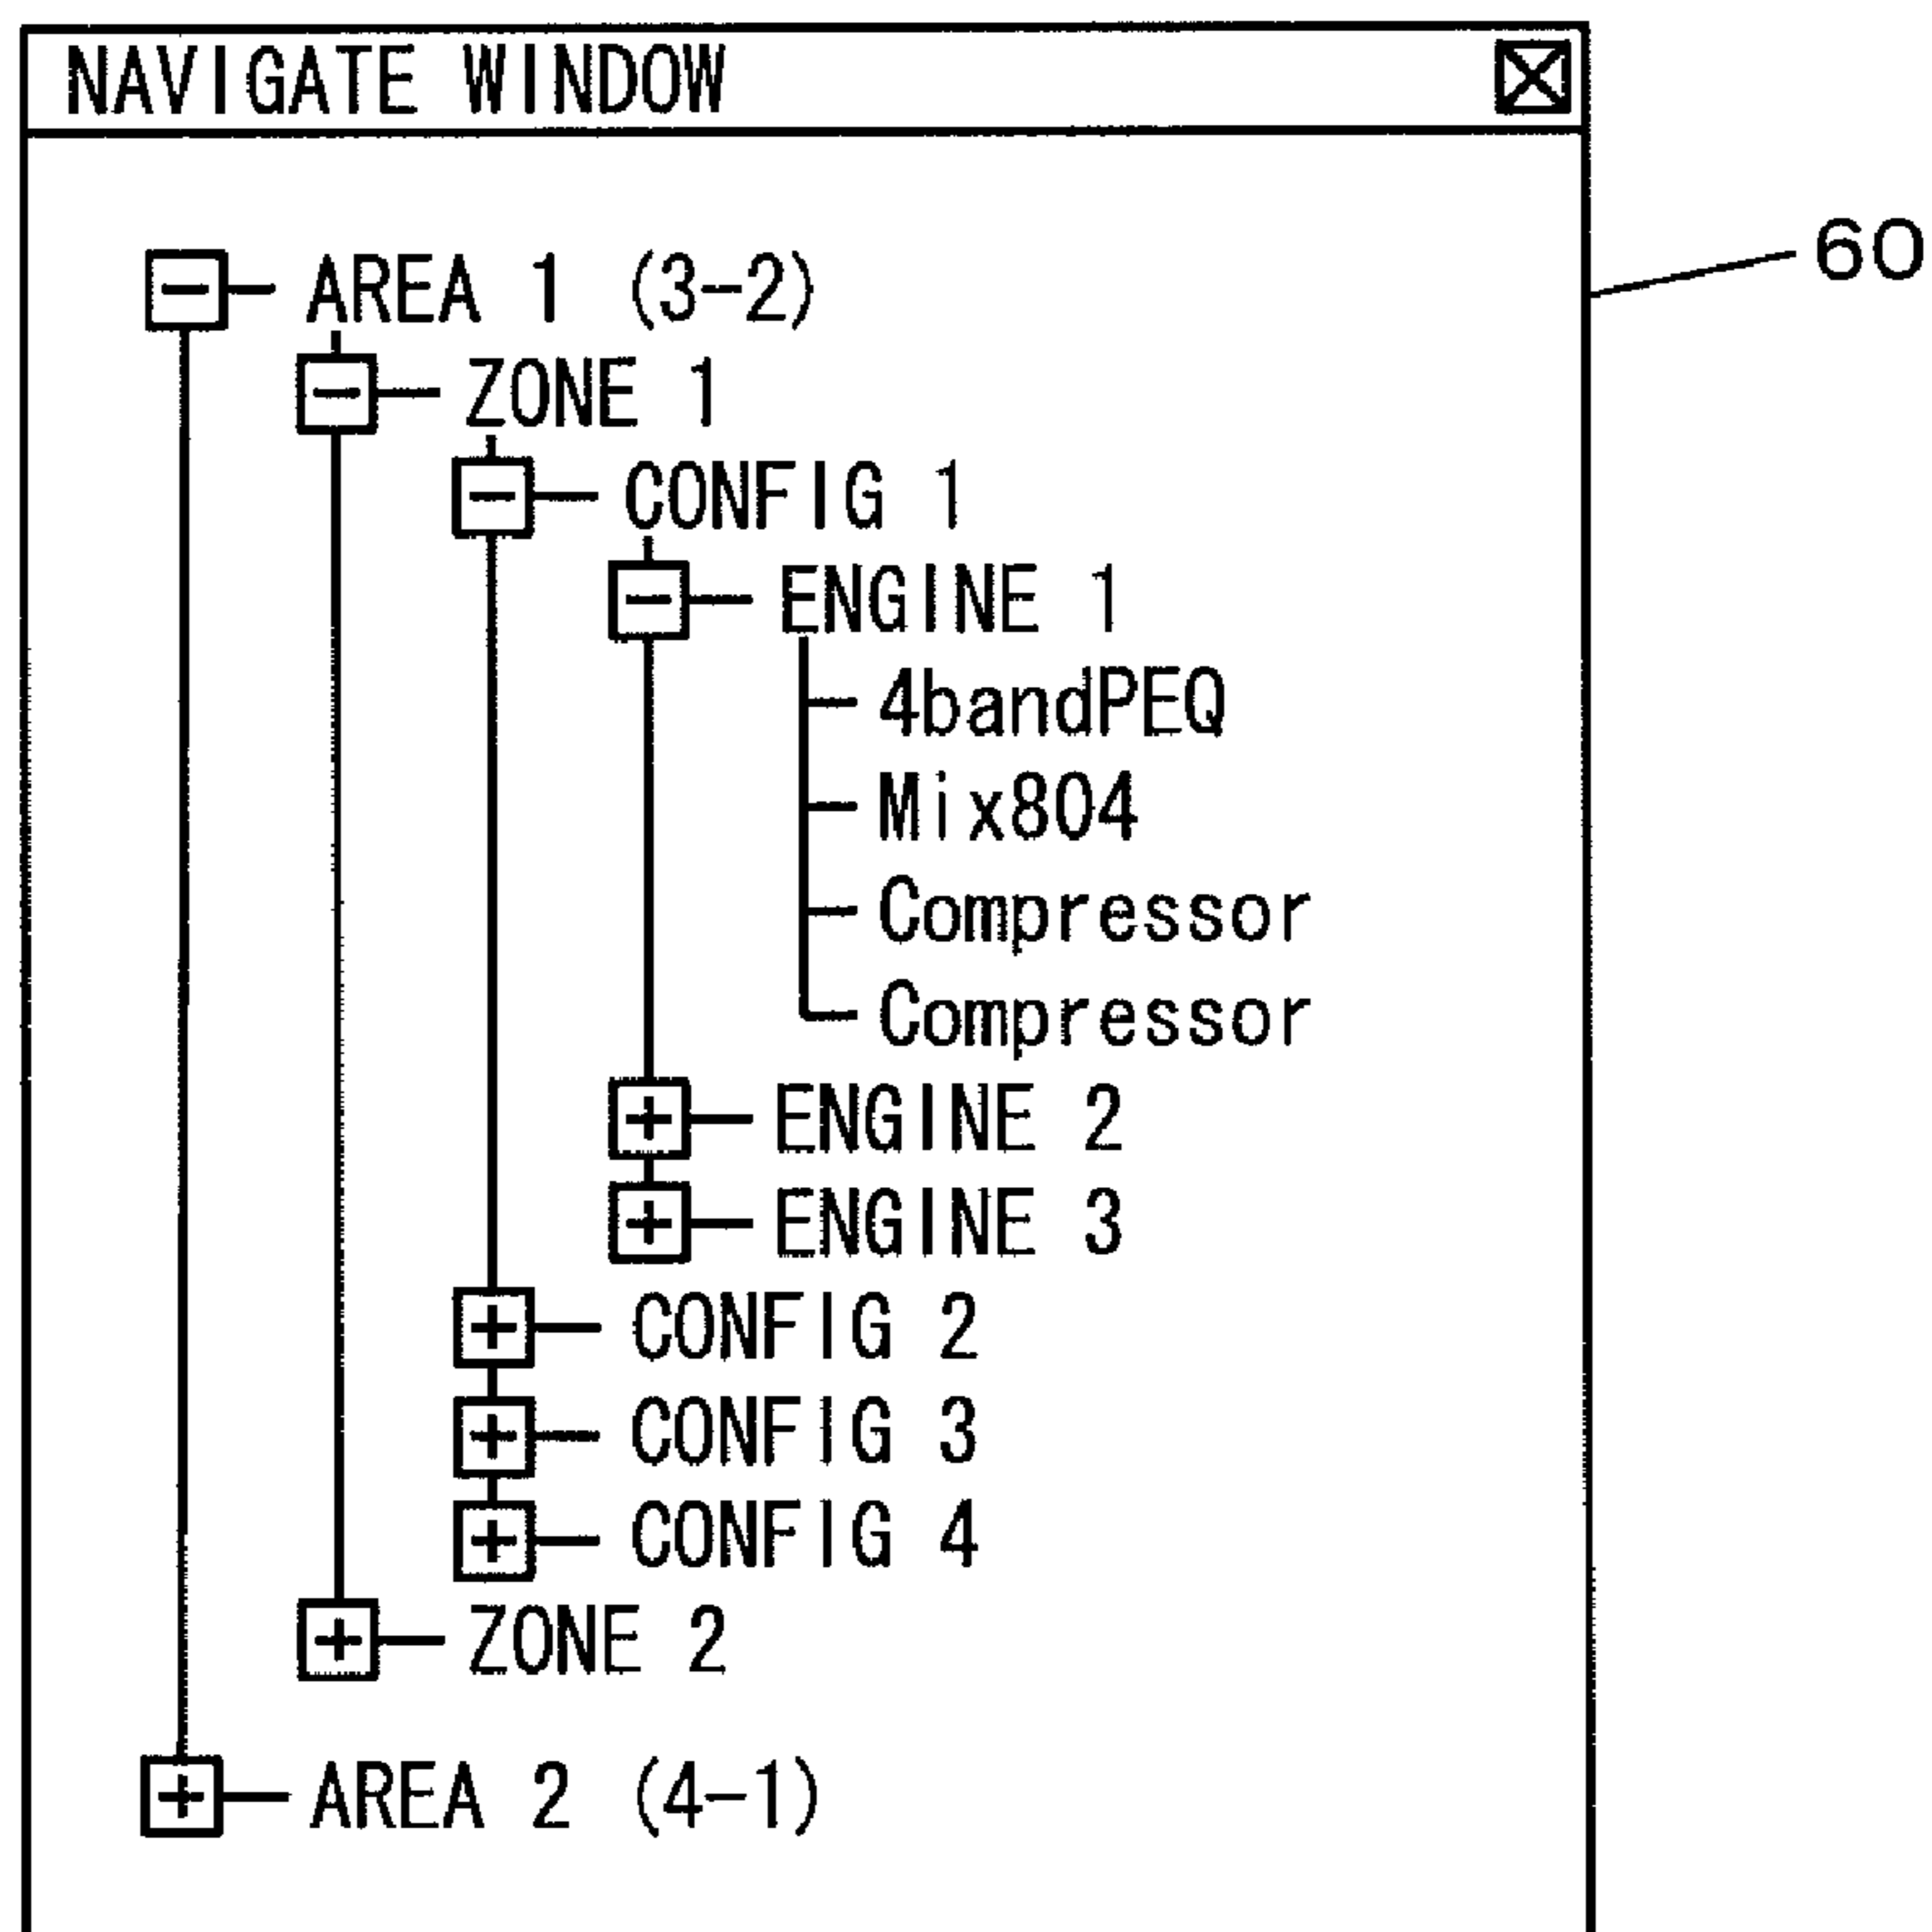 NAVIGATE WINDOW
60
AREA 1 (3-2)
ZONE 1
CONFIG 1
ENGINE 1
4bandPEQ
Mix804
Compressor
Compressor
ENGINE 2
ENGINE 3
CONFIG 2
CONFIG 3
CONFIG 4
ZONE 2
AREA 2 (4-1)